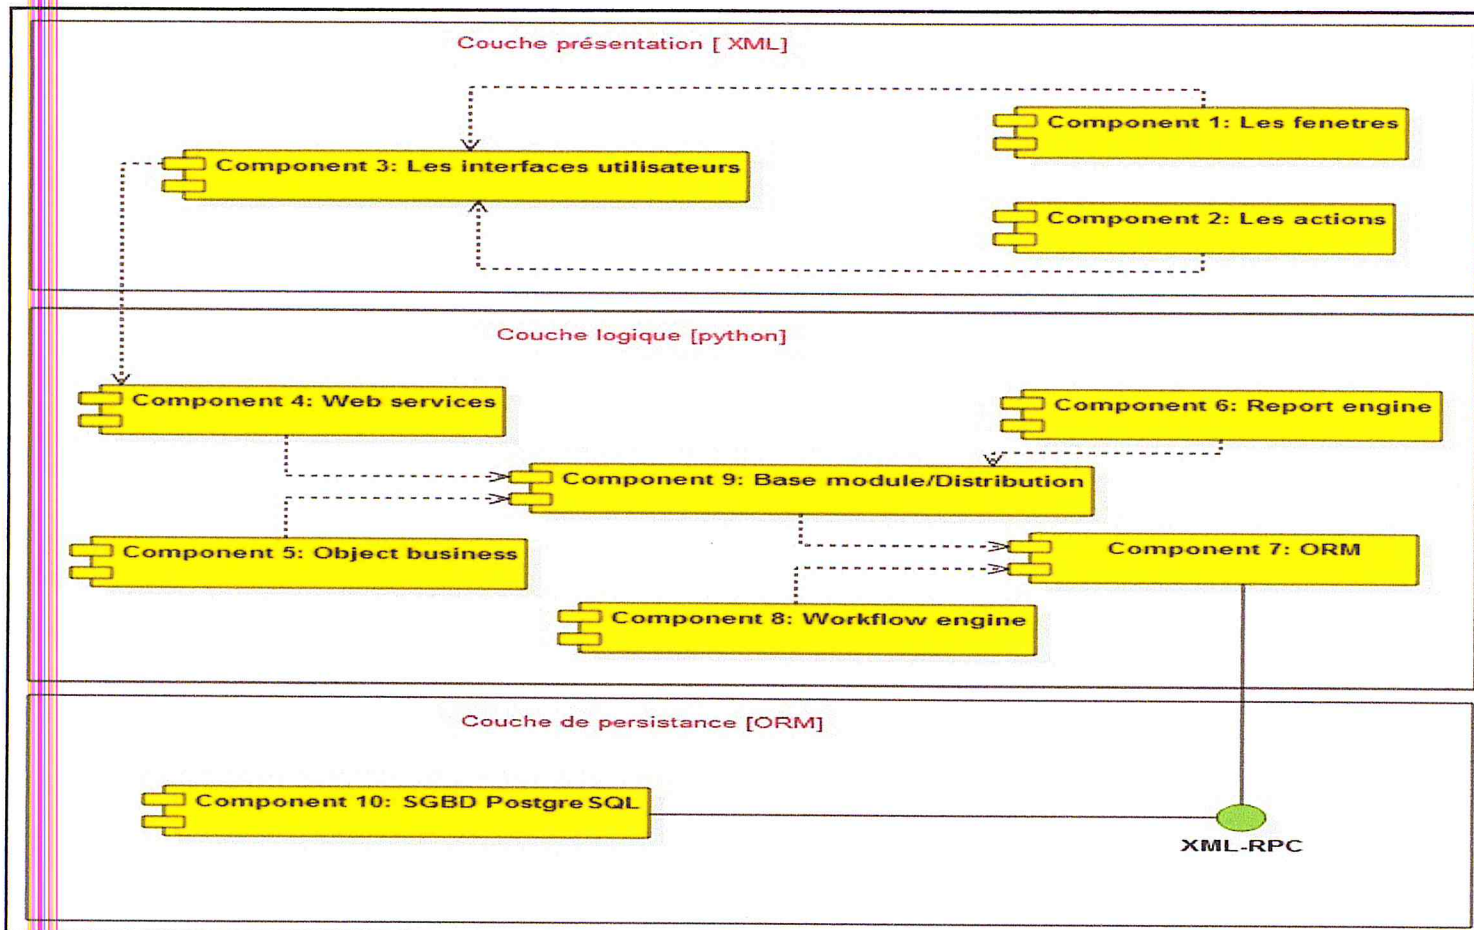 Couche présentation [ XML]
Component 1: Les fenetres
Component 3: Les interfaces utilisateurs
Component 2: Les actions
Couche logique [python]
Component 4: Web services
Component 6: Report engine
Component 9: Base module/Distribution
Component 5: Object business
Component 7: ORM
Component 8: Workflow engine
Couche de persistance [ORM]
Component 10: SGBD PostgreSQL
XML-RPC